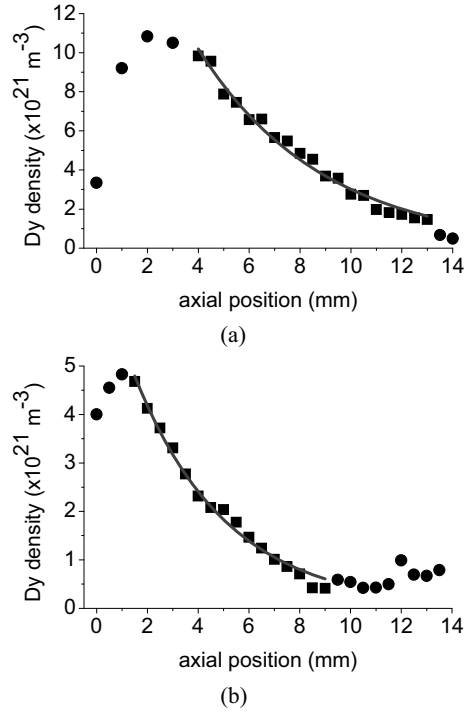 12
10
8
6
4
2
0
Dy density (x10²¹ m⁻³)
0 2 4 6 8 10 12 14
axial position (mm)
(a)
5
4
3
2
1
0
Dy density (x10²¹ m⁻³)
0 2 4 6 8 10 12 14
axial position (mm)
(b)